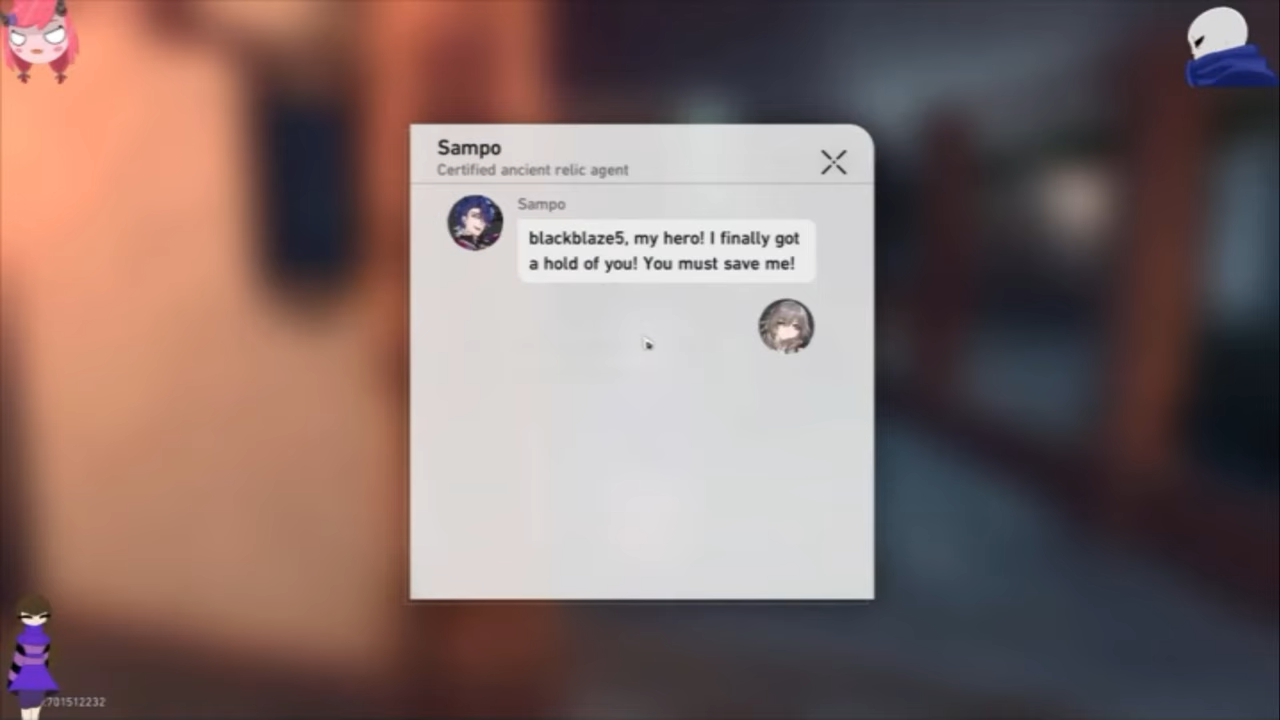 Sampo
Certified ancient relic agent
Sampo
blackblaze5, my hero! I finally got
a hold of you! You must save me!
701512232